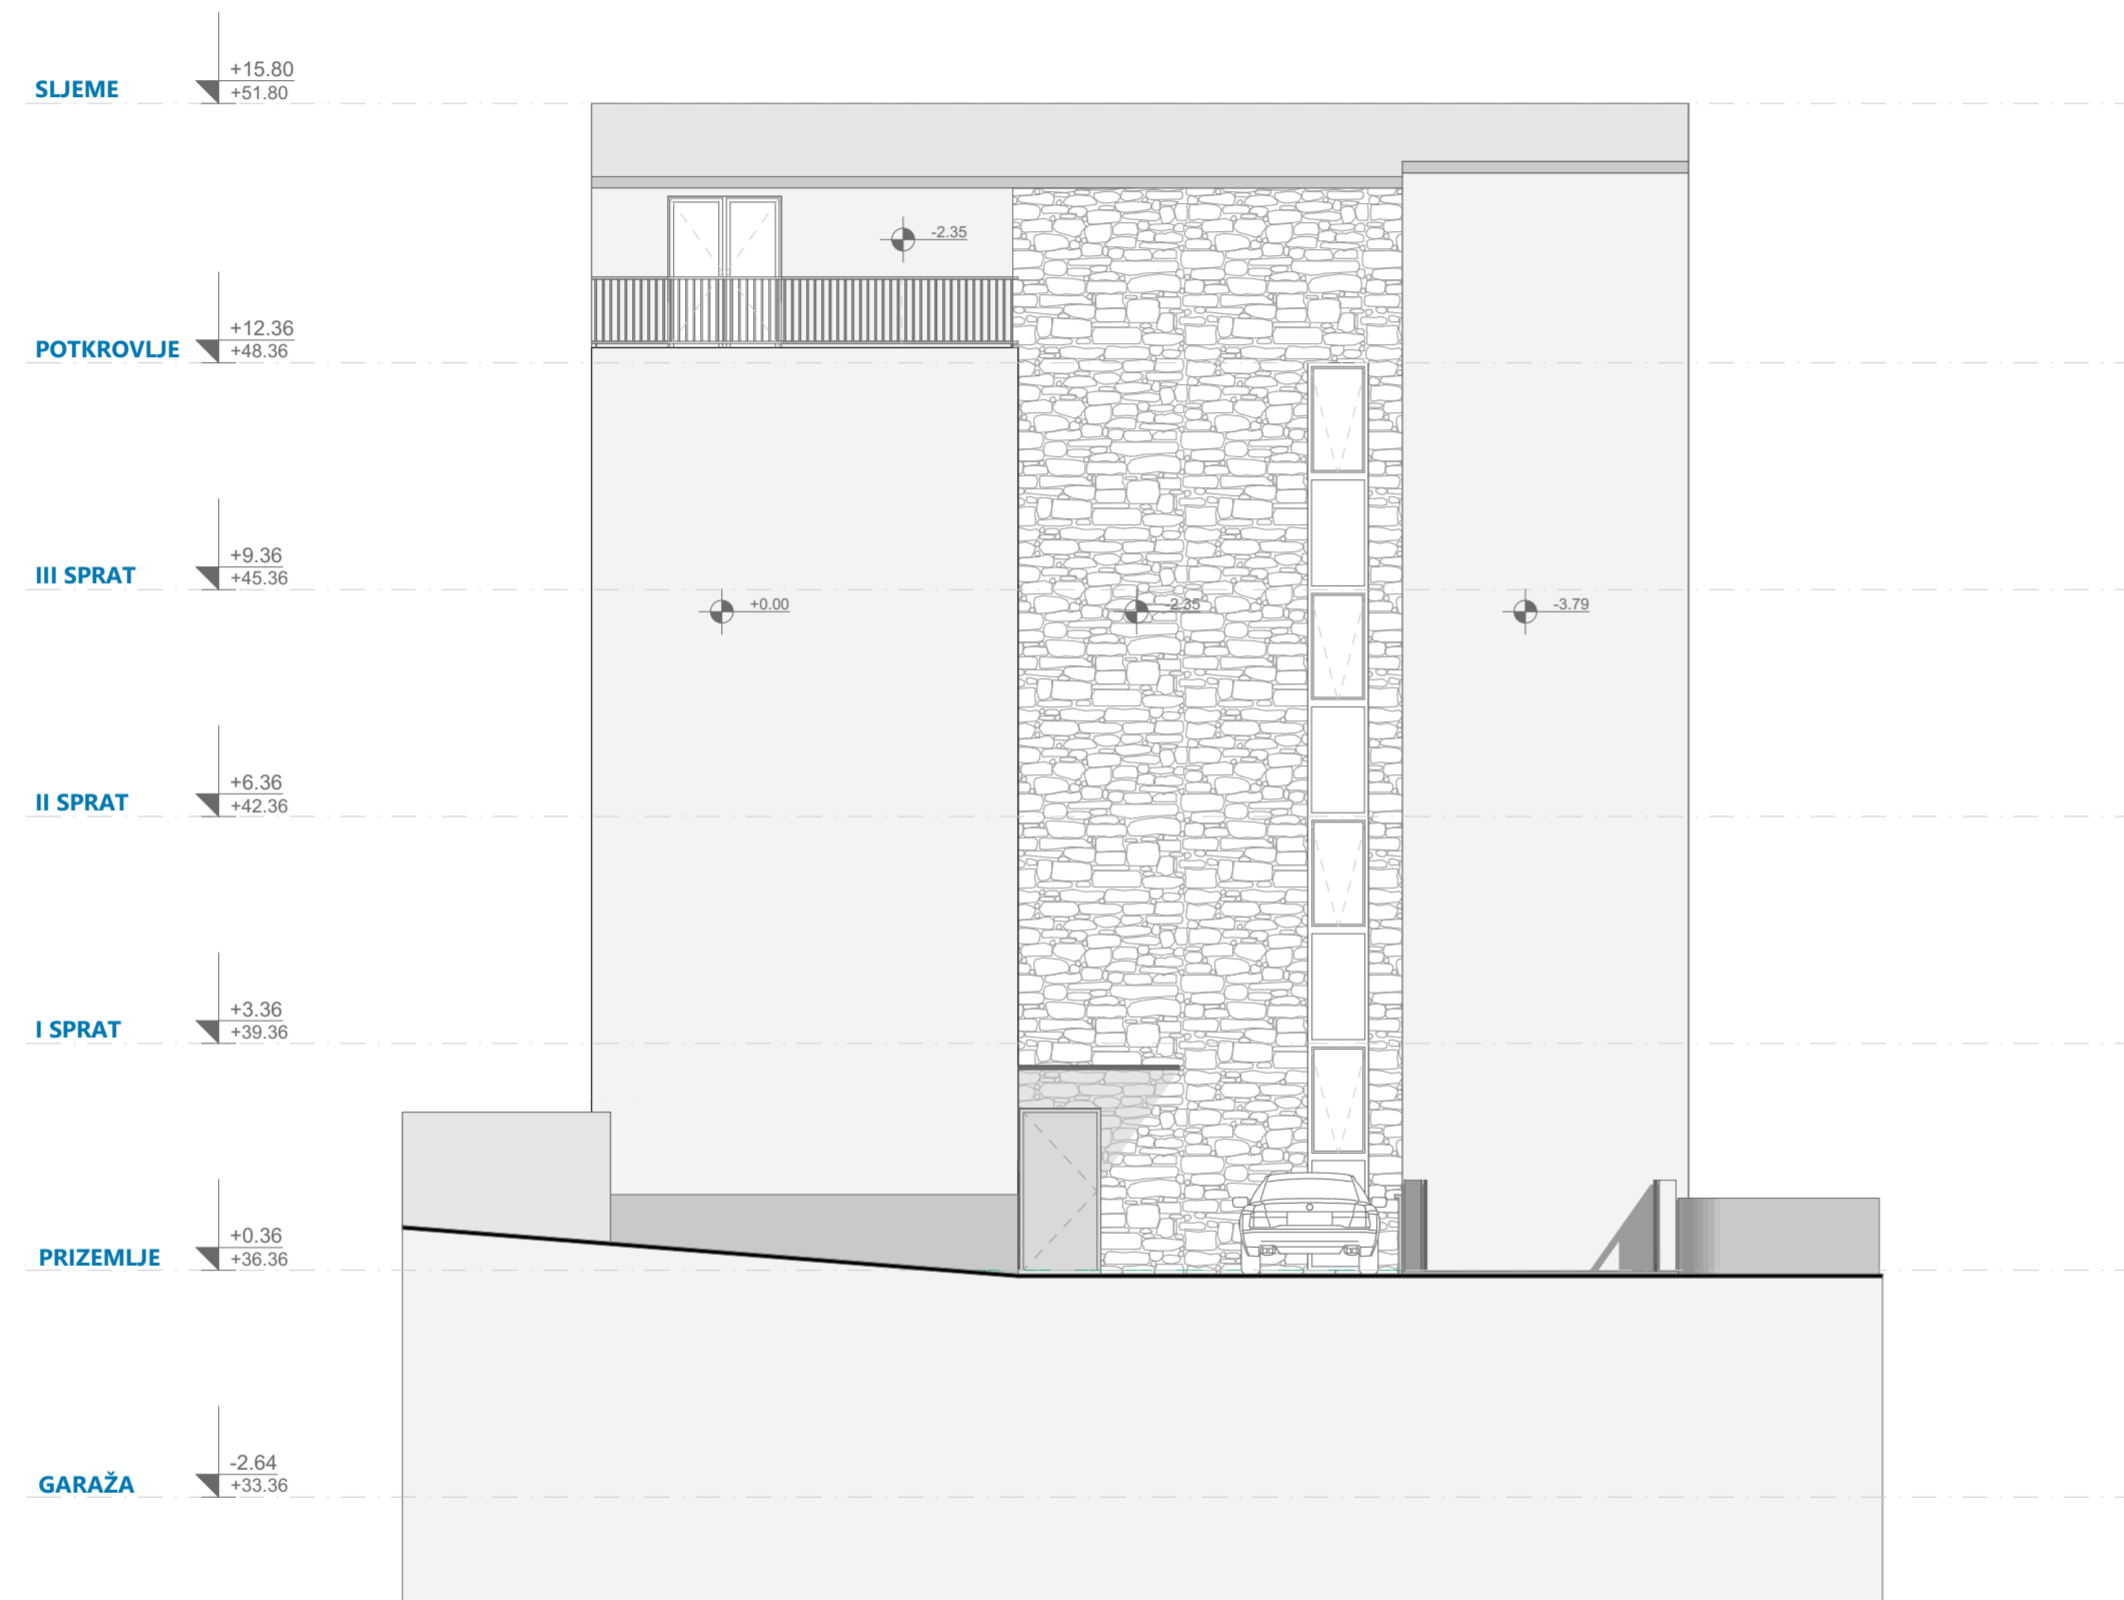 +15.80
SLJEME
+51.80
-2.35
+12.36
POTKROVLJE
+48.36
+9.36
III SPRAT
+45.36
+0.00
-2.35
-3.79
+6.36
II SPRAT
+42.36
+3.36
I SPRAT
+39.36
+0.36
PRIZEMLJE
+36.36
-2.64
GARAŽA
+33.36